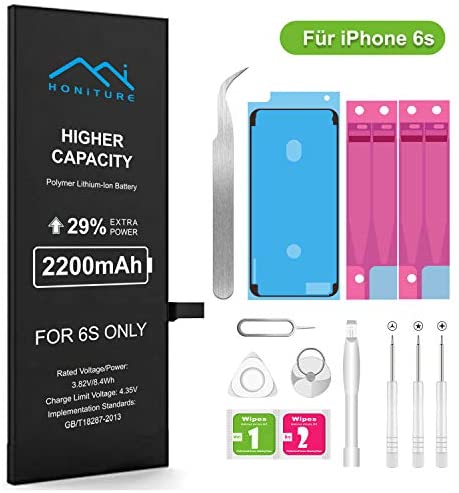 HONITURE
HIGHER
CAPACITY
Polymer Lithium-Ion Battery
29% EXTRA
POWER
2200mAh
FOR 6S ONLY
Rated Voltage/Power:
3.82V/8.4Wh
Charge Limit Voltage: 4.35V
Implementation Standards:
GB/T18287-2013
Für iPhone 6s
Wipes
1
Wipes
2